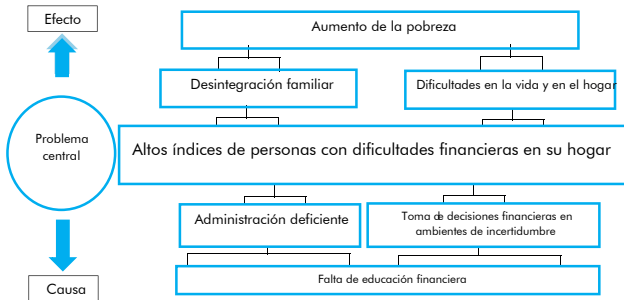 Efecto
Aumento de la pobreza
Desintegración familiar
Dificultades en la vida y en el hogar
Problema
central
Altos índices de personas con dificultades financieras en su hogar
Administración deficiente
Toma de decisiones financieras en
ambientes de incertidumbre
Causa
Falta de educación financiera